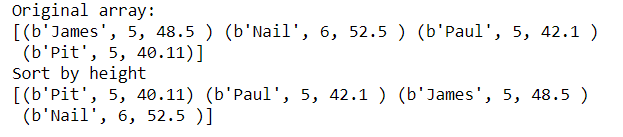 Original array:
[(b'James', 5, 48.5 ) (b'Nail', 6, 52.5 ) (b'Paul', 5, 42.1 )
 (b'Pit', 5, 40.11)]
Sort by height
[(b'Pit', 5, 40.11) (b'Paul', 5, 42.1 ) (b'James', 5, 48.5 )
 (b'Nail', 6, 52.5 )]